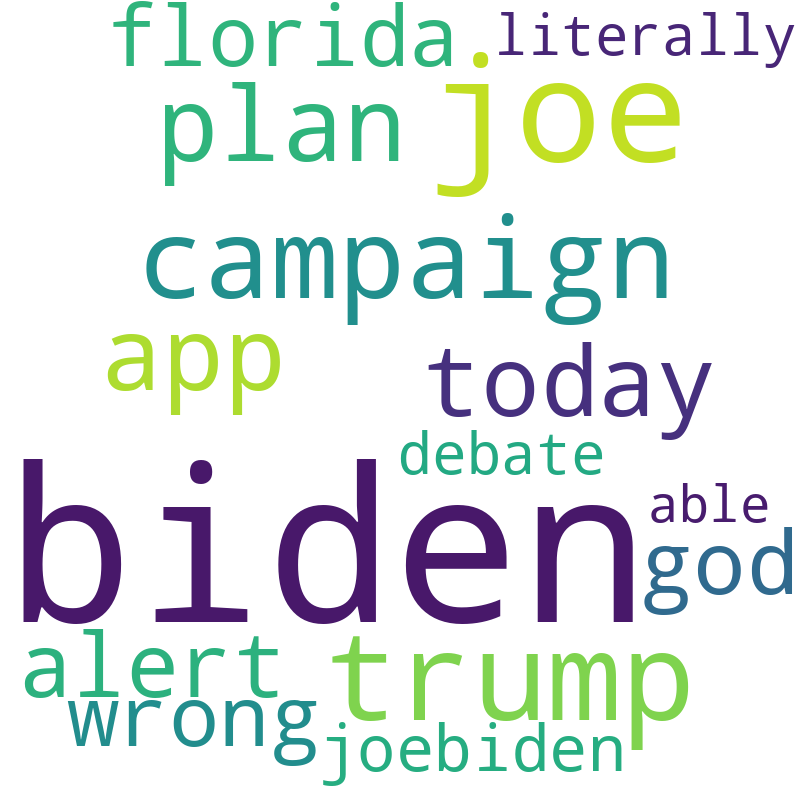 florida literally
plan joe
campaign
app
today
debate
biden able
god
alert trump
wrong
joebiden